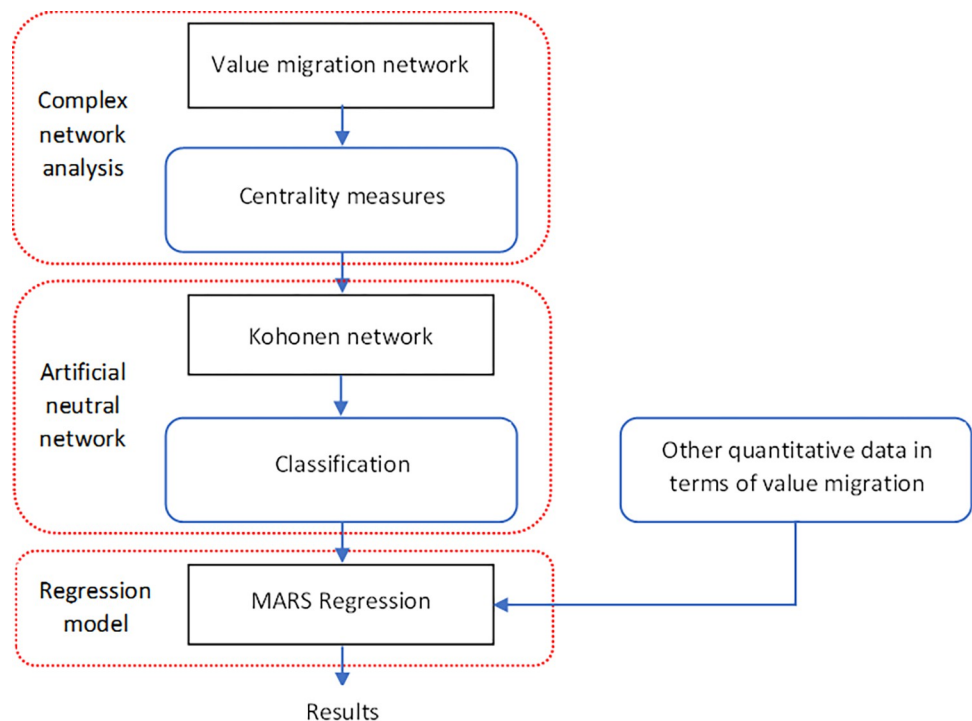 Value migration network
Complex
network
analysis
Centrality measures
Kohonen network
Artificial
neutral
network
Classification
Other quantitative data in
terms of value migration
Regression
model
MARS Regression
Results